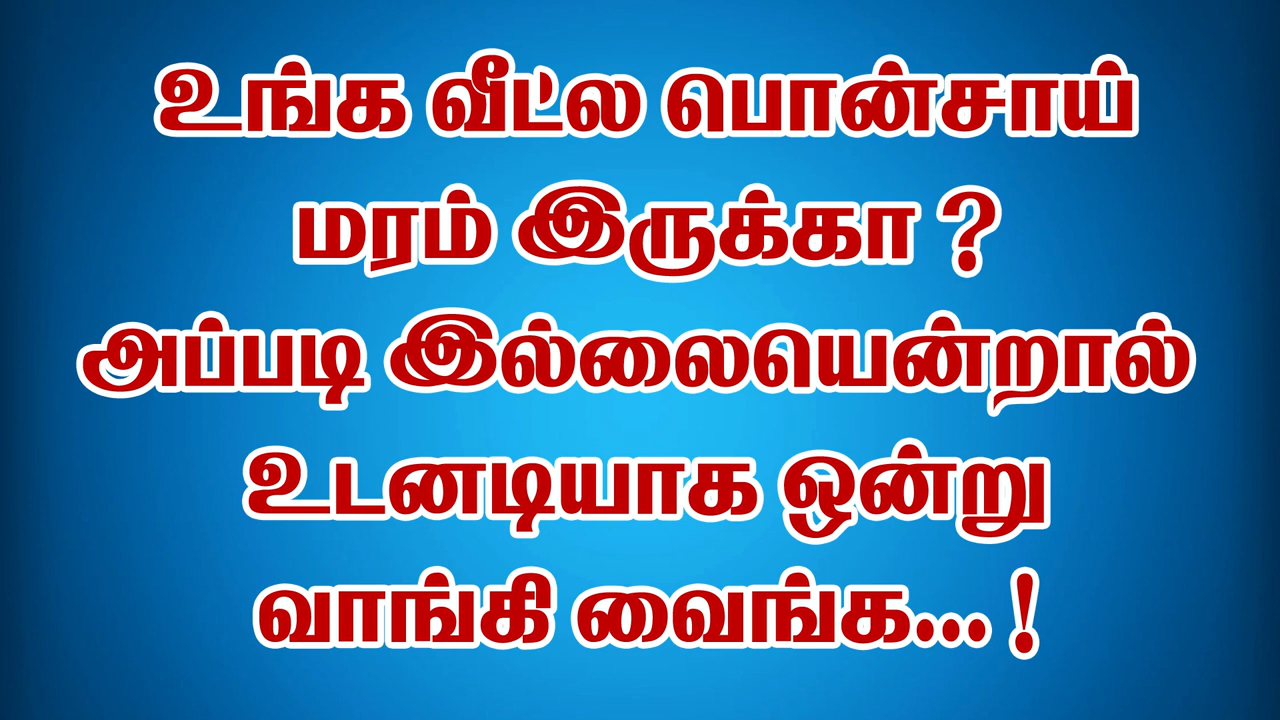 உங்க வீட்ல பொன்சாய்
மரம் இருக்கா ?
அப்படி இல்லையென்றால்
உடனடியாக ஒன்று
வாங்கி வைங்க... !